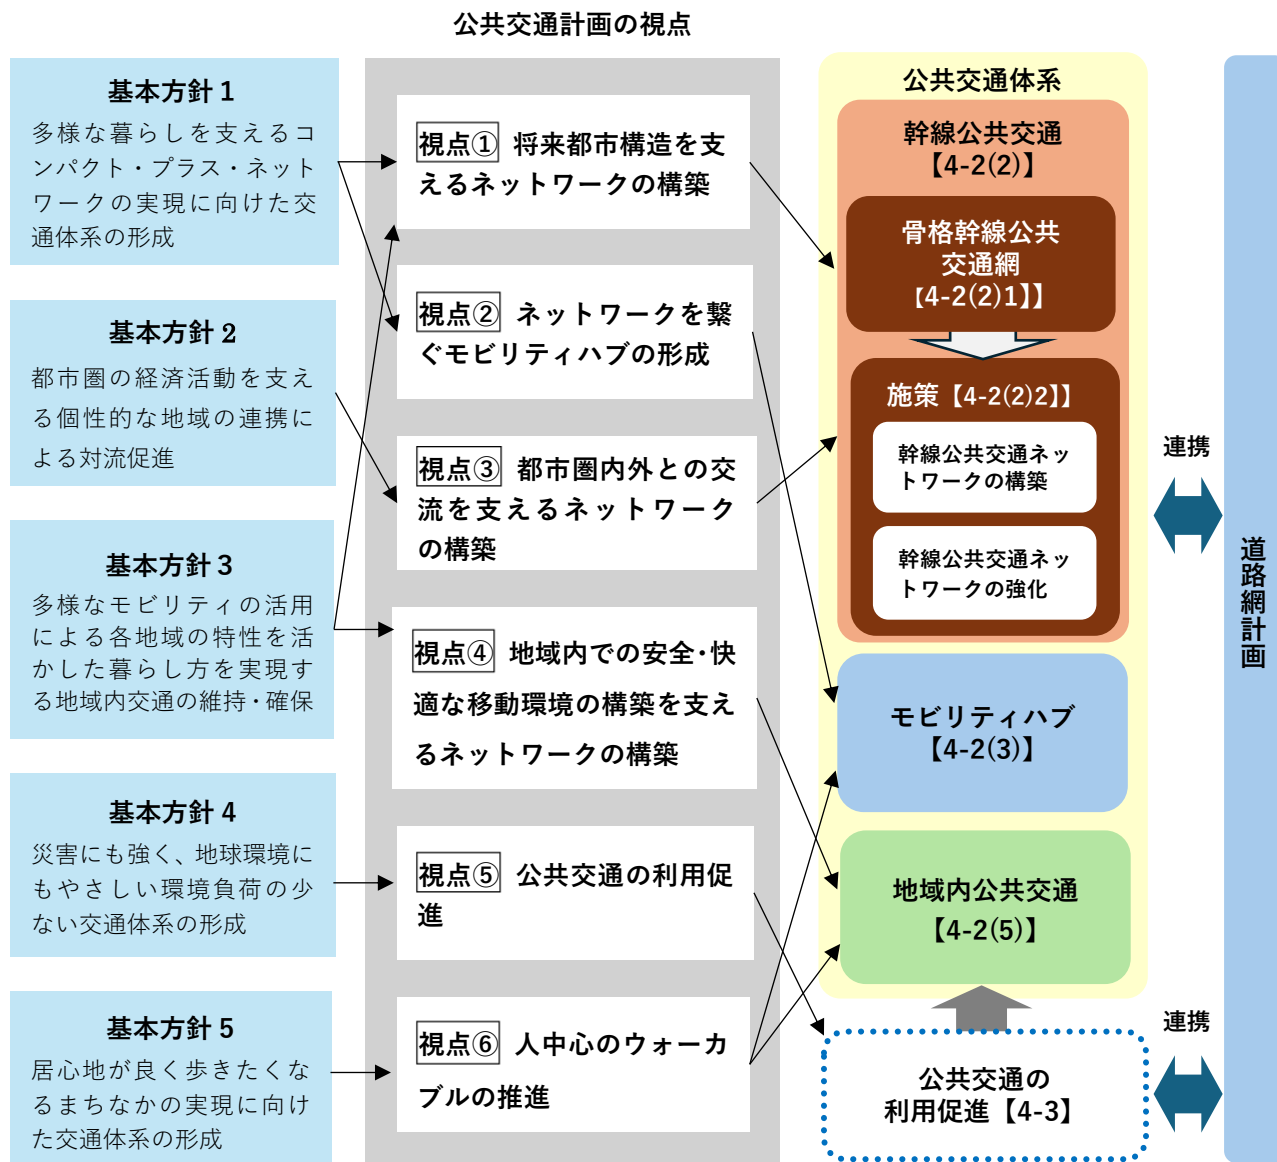 公共交通計画の視点
基本方針 1
多様な暮らしを支えるコ
ンパクト・プラス・ネット
ワークの実現に向けた交
通体系の形成
基本方針 2
都市圏の経済活動を支え
る個性的な地域の連携に
よる対流促進
基本方針 3
多様なモビリティの活用
による各地域の特性を活
かした暮らし方を実現す
る地域内交通の維持・確保
基本方針 4
災害にも強く、地球環境に
もやさしい環境負荷の少
ない交通体系の形成
基本方針 5
居心地が良く歩きたくな
るまちなかの実現に向け
た交通体系の形成
視点① 将来都市構造を支
えるネットワークの構築
視点② ネットワークを繋
ぐモビリティハブの形成
視点③ 都市圏内外との交
流を支えるネットワーク
の構築
視点④ 地域内での安全・快
適な移動環境の構築を支え
るネットワークの構築
視点⑤ 公共交通の利用促
進
視点⑥ 人中心のウォーカ
ブルの推進
公共交通体系
幹線公共交通
【4-2(2)】
骨格幹線公共
交通網
【4-2(2)1】】
施策【4-2(2)2】】
幹線公共交通ネッ
トワークの構築
幹線公共交通ネッ
トワークの強化
モビリティハブ
【4-2(3)】
地域内公共交通
【4-2(5)】
公共交通の
利用促進【4-3】
連携
連携
道路網計画